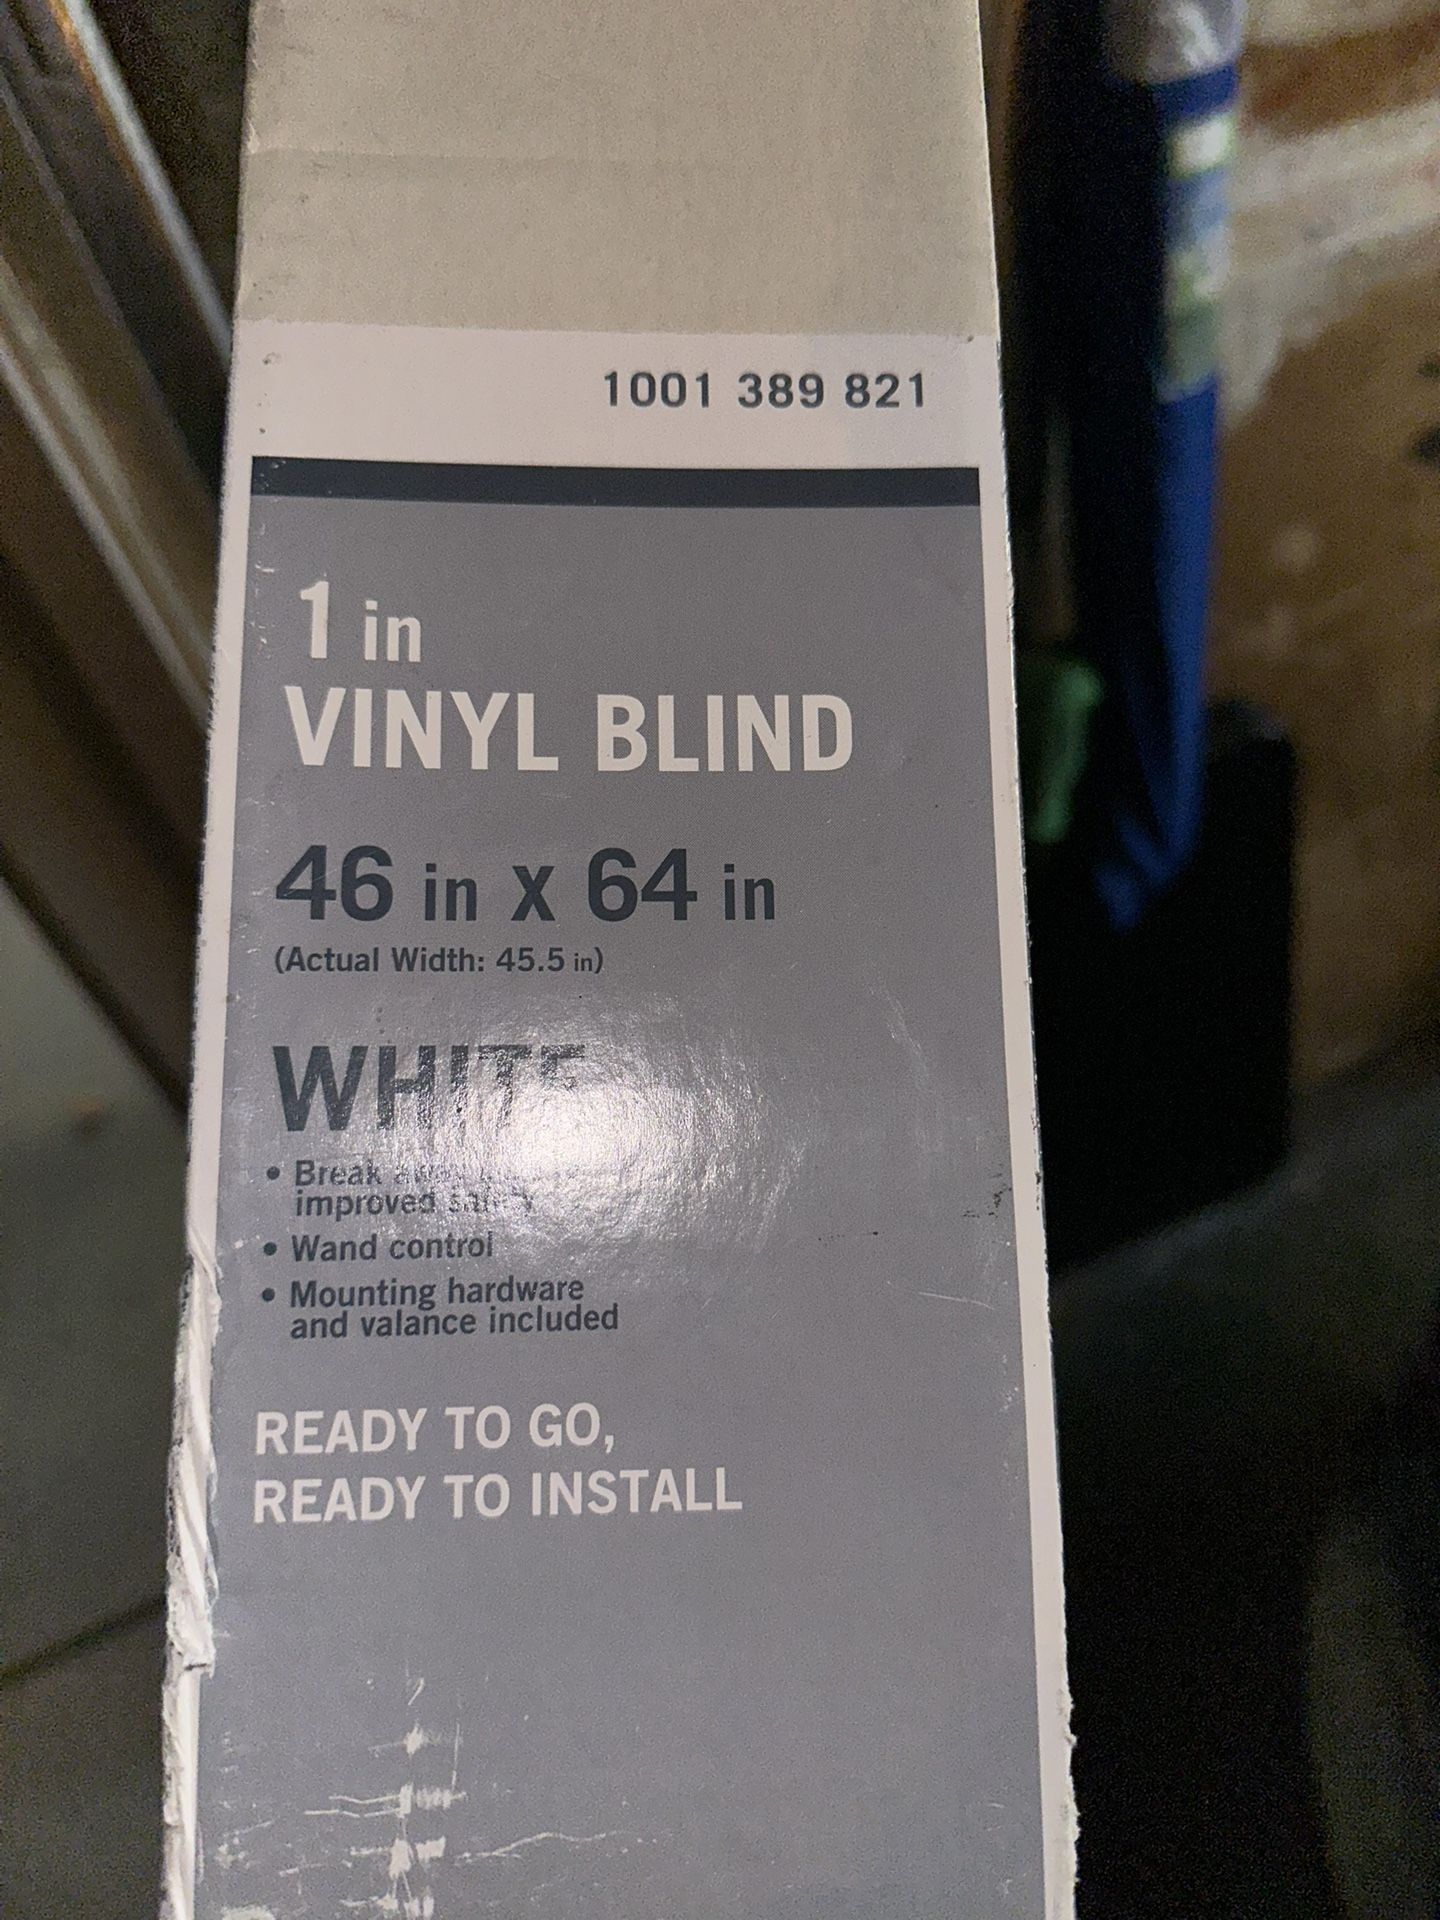 1001 389 821
1 in
VINYL BLIND
46 in x 64 in
(Actual Width: 45.5 in)
WHITE
• Break
improved safety
• Wand control
• Mounting hardware
and valance included
READY TO GO,
READY TO INSTALL